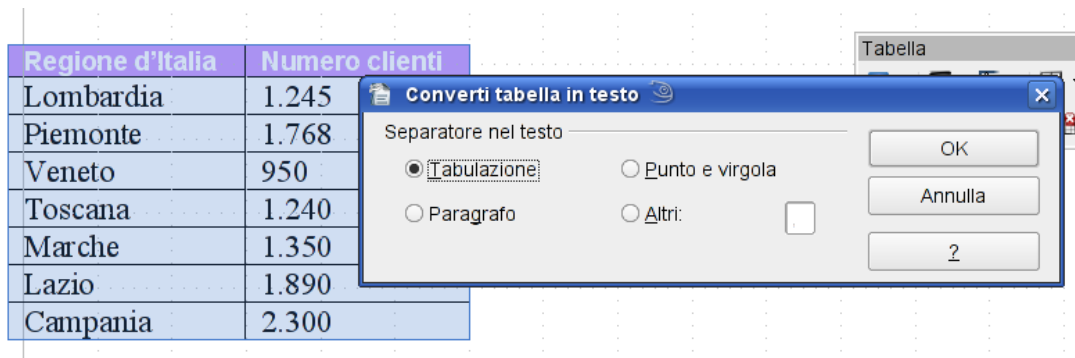 Regione d'Italia Numero clienti
Lombardia 1.245
Piemonte 1.768
Veneto 950
Toscana 1.240
Marche 1.350
Lazio 1.890
Campania 2.300
Tabella
Converti tabella in testo
Separatore nel testo
Tabulazione Punto e virgola
Paragrafo Altri:
OK
Annulla
?